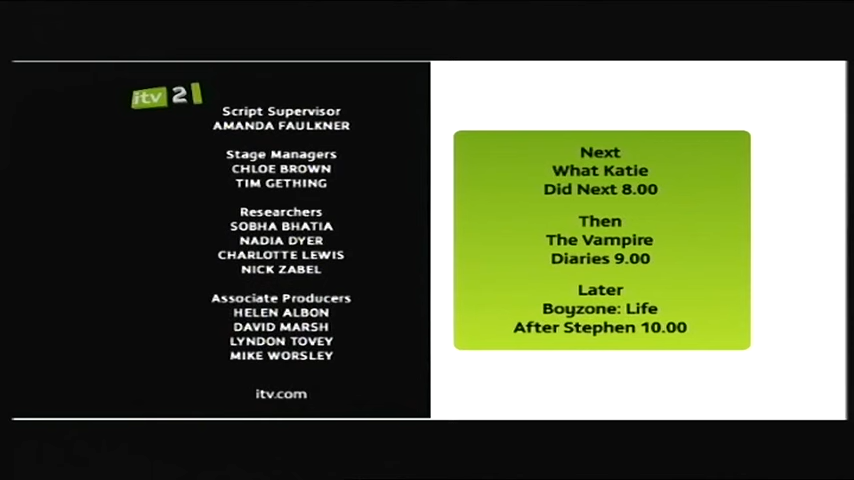 itv 2
Script Supervisor
AMANDA FAULKNER
Stage Managers
CHLOE BROWN
TIM GETHING
Researchers
SOBHA BHATIA
NADIA DYER
CHARLOTTE LEWIS
NICK ZABEL
Associate Producers
HELEN ALBON
DAVID MARSH
LYNDON TOVEY
MIKE WORSLEY
itv.com
Next
What Katie
Did Next 8.00
Then
The Vampire
Diaries 9.00
Later
Boyzone: Life
After Stephen 10.00